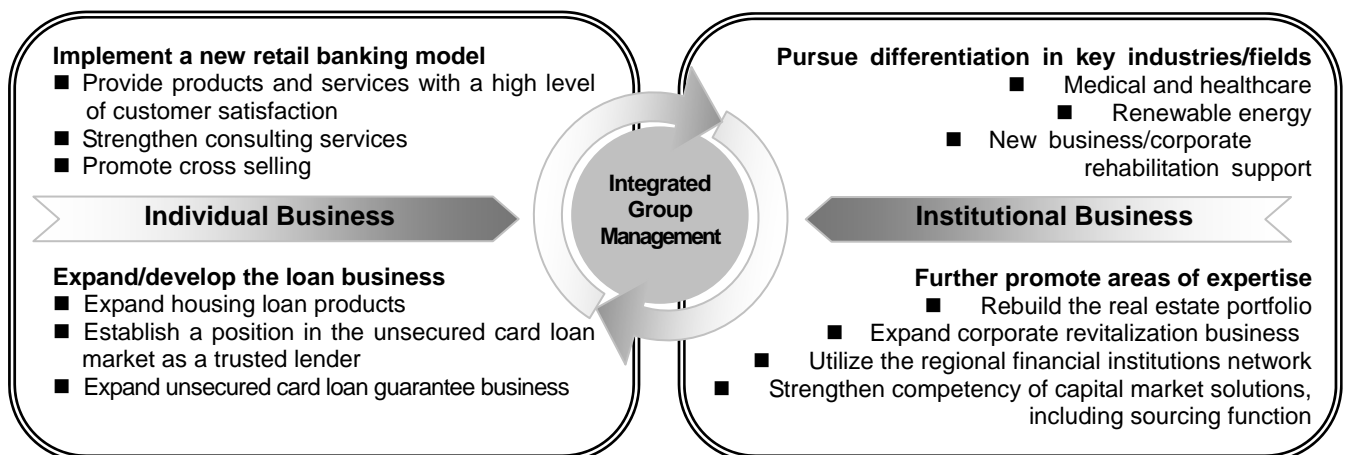 Implement a new retail banking model
■ Provide products and services with a high level
of customer satisfaction
■ Strengthen consulting services
■ Promote cross selling
Individual Business
Expand/develop the loan business
■ Expand housing loan products
■ Establish a position in the unsecured card loan
market as a trusted lender
■ Expand unsecured card loan guarantee business
Integrated
Group
Management
Pursue differentiation in key industries/fields
■ Medical and healthcare
■ Renewable energy
■ New business/corporate
rehabilitation support
Institutional Business
Further promote areas of expertise
■ Rebuild the real estate portfolio
■ Expand corporate revitalization business
■ Utilize the regional financial institutions network
■ Strengthen competency of capital market solutions,
including sourcing function